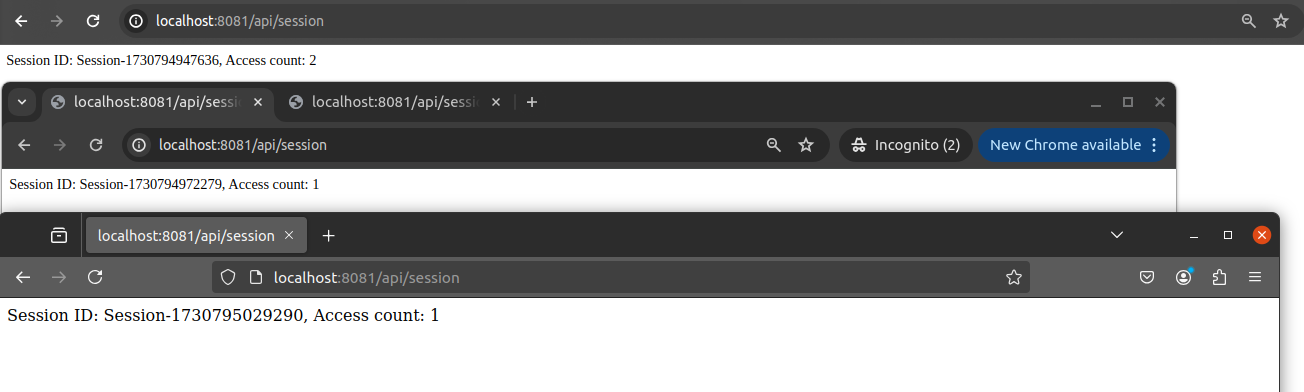 localhost:8081/api/session
Session ID: Session-1730794947636, Access count: 2
localhost:8081/api/sessi
localhost:8081/api/sessi
localhost:8081/api/session
Incognito (2)
New Chrome available
Session ID: Session-1730794972279, Access count: 1
localhost:8081/api/session
localhost:8081/api/session
Session ID: Session-1730795029290, Access count: 1